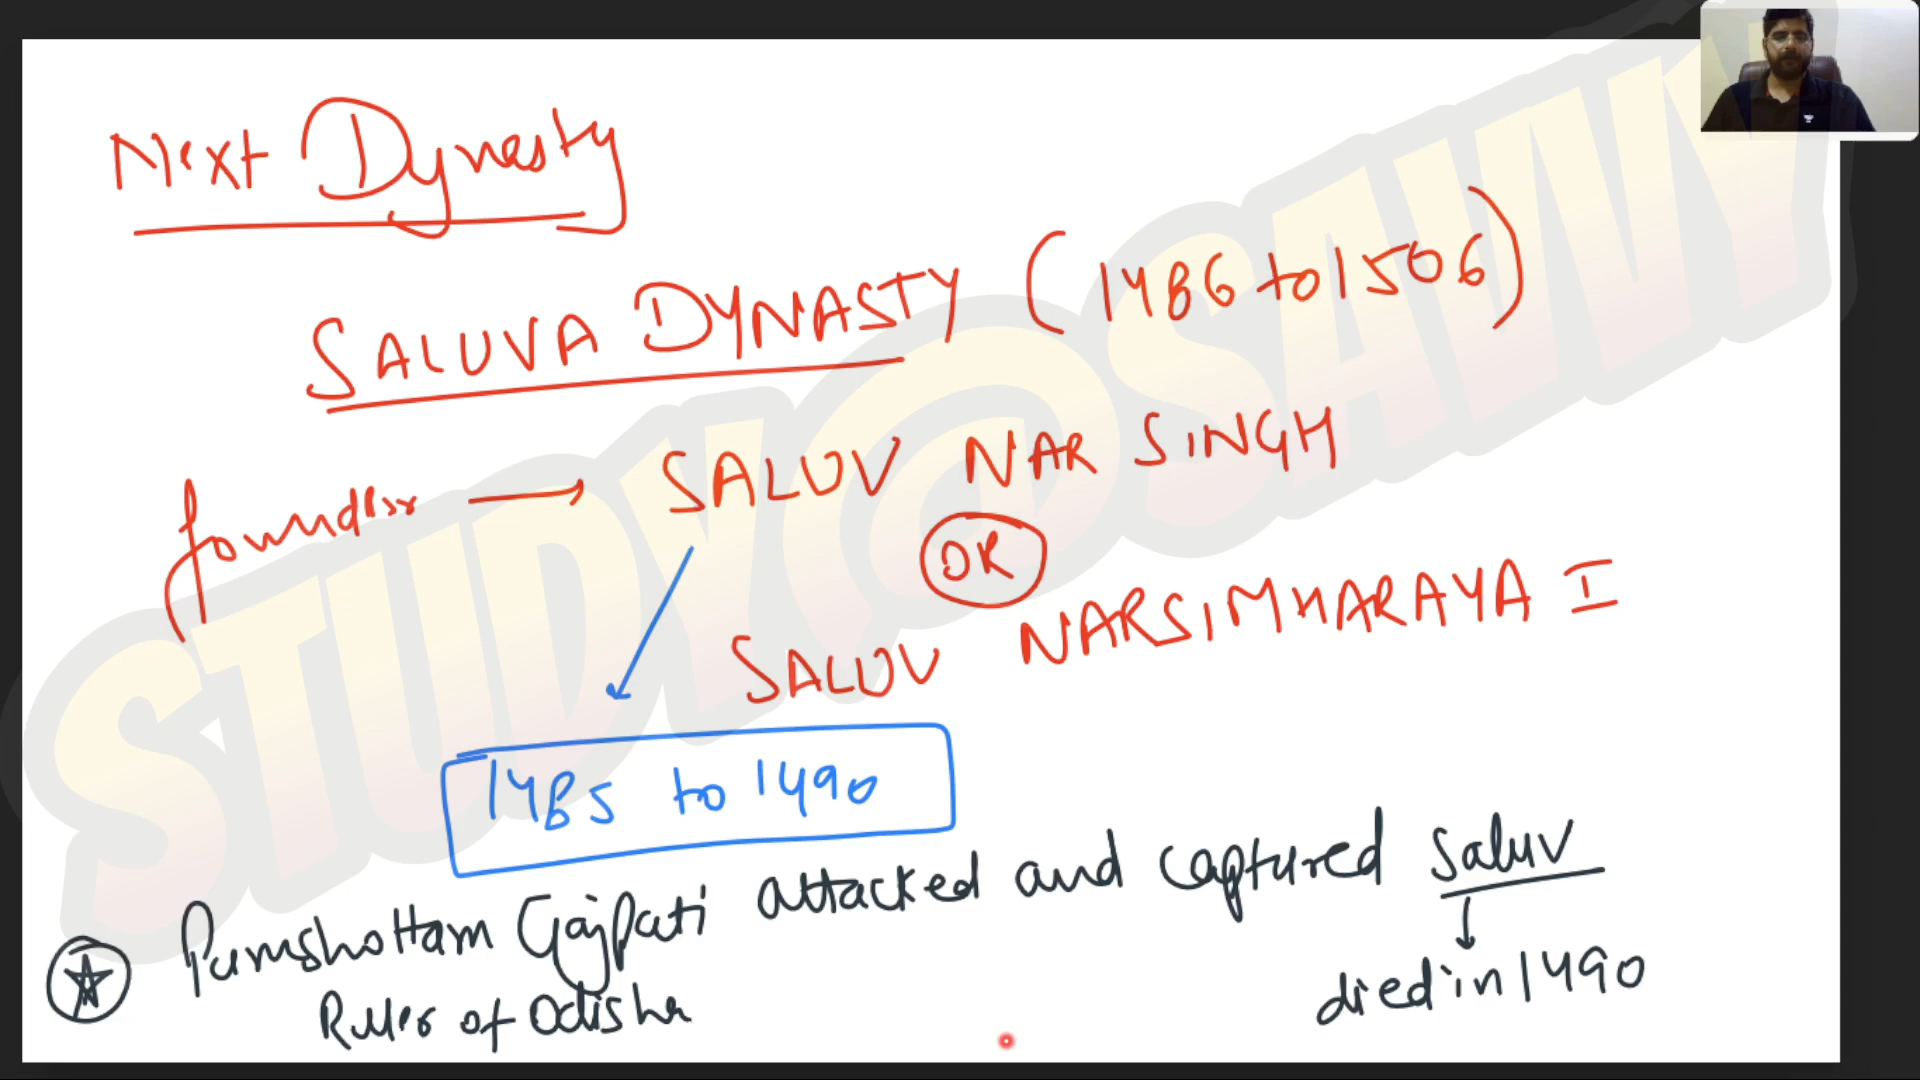 Next Dynasty
SALUVA DYNASTY (1486 to 1506)
founder → SALUV NAR SINGH
OR
SALUV NARSIMHARAYA I
1485 to 1490
Purushottam Gajpati attacked and captured Saluv
Ruler of Odisha
died in 1490
STUDY@SAVVY